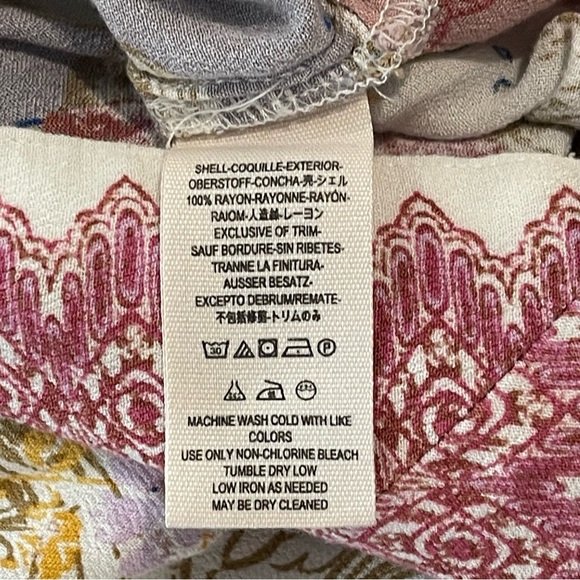 SHELL-COQUILLE-EXTERIOR-
OBERSTOFF-CONCHA-壳-シェル
100% RAYON-RAYONNE-RAYÓN-
RAIOM-人造絲-レーヨン
EXCLUSIVE OF TRIM-
SAUF BORDURE-SIN RIBETES-
TRANNE LA FINITURA-
AUSSER BESATZ-
EXCEPTO DEBRUM/REMATE-
不包括修剪-トリムのみ
30 P
MACHINE WASH COLD WITH LIKE
COLORS
USE ONLY NON-CHLORINE BLEACH
TUMBLE DRY LOW
LOW IRON AS NEEDED
MAY BE DRY CLEANED